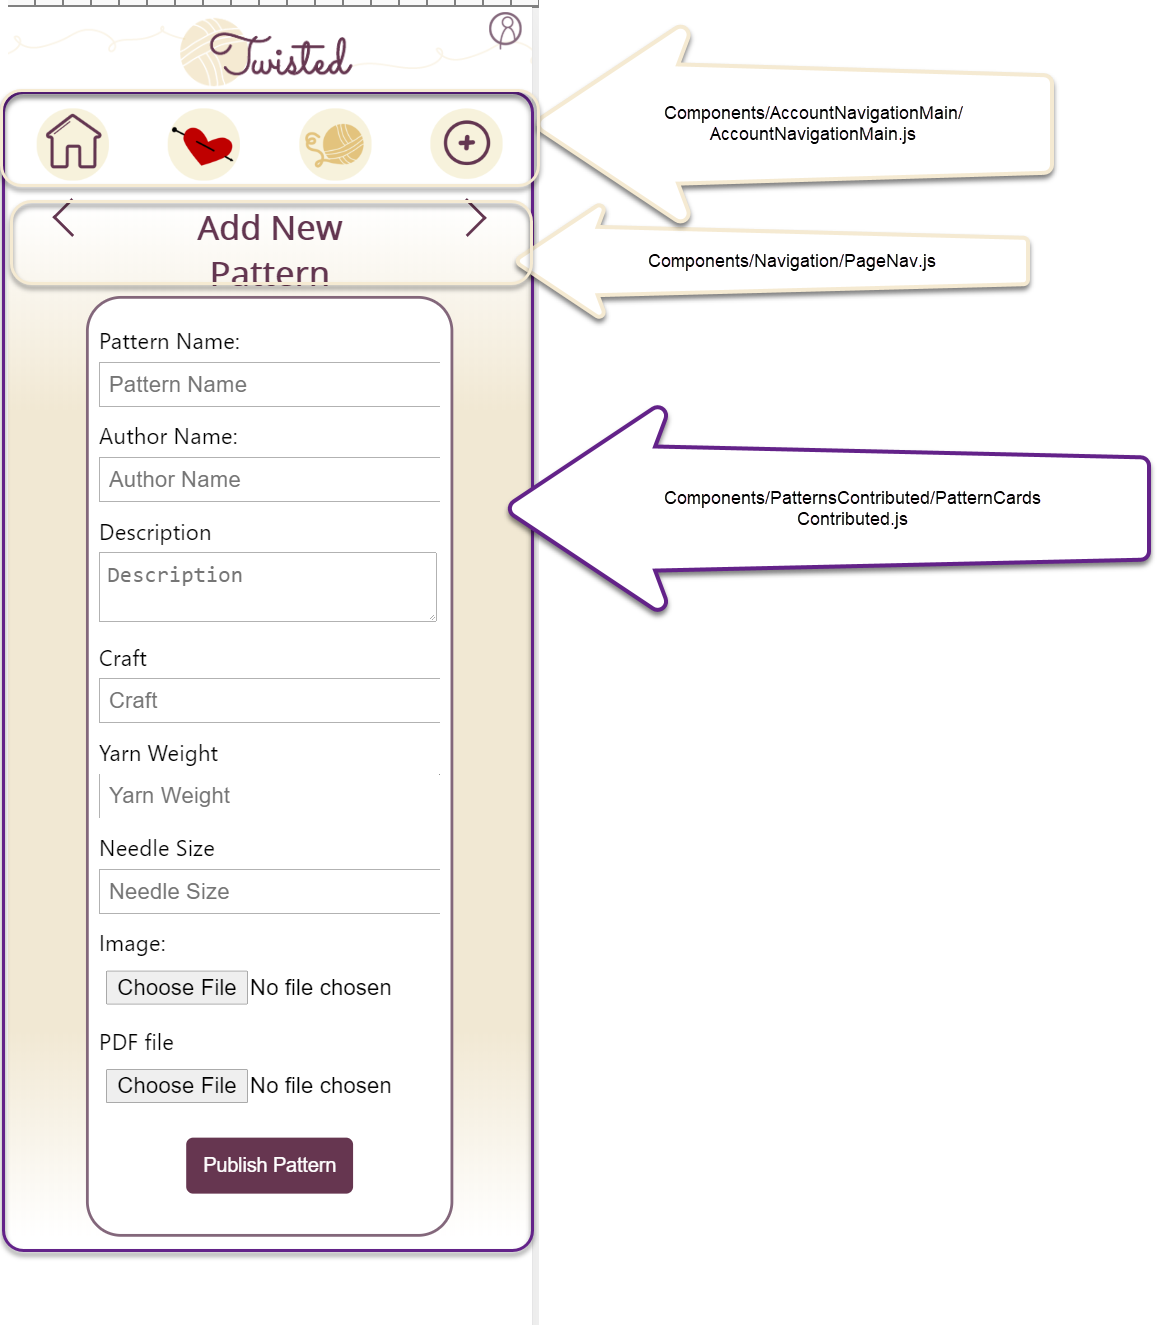 Twisted
Components/AccountNavigationMain/
AccountNavigationMain.js
Add New
Pattern
Components/Navigation/PageNav.js
Pattern Name:
Pattern Name
Author Name:
Author Name
Components/PatternsContributed/PatternCards
Contributed.js
Description
Description
Craft
Craft
Yarn Weight
Yarn Weight
Needle Size
Needle Size
Image:
Choose File No file chosen
PDF file
Choose File No file chosen
Publish Pattern